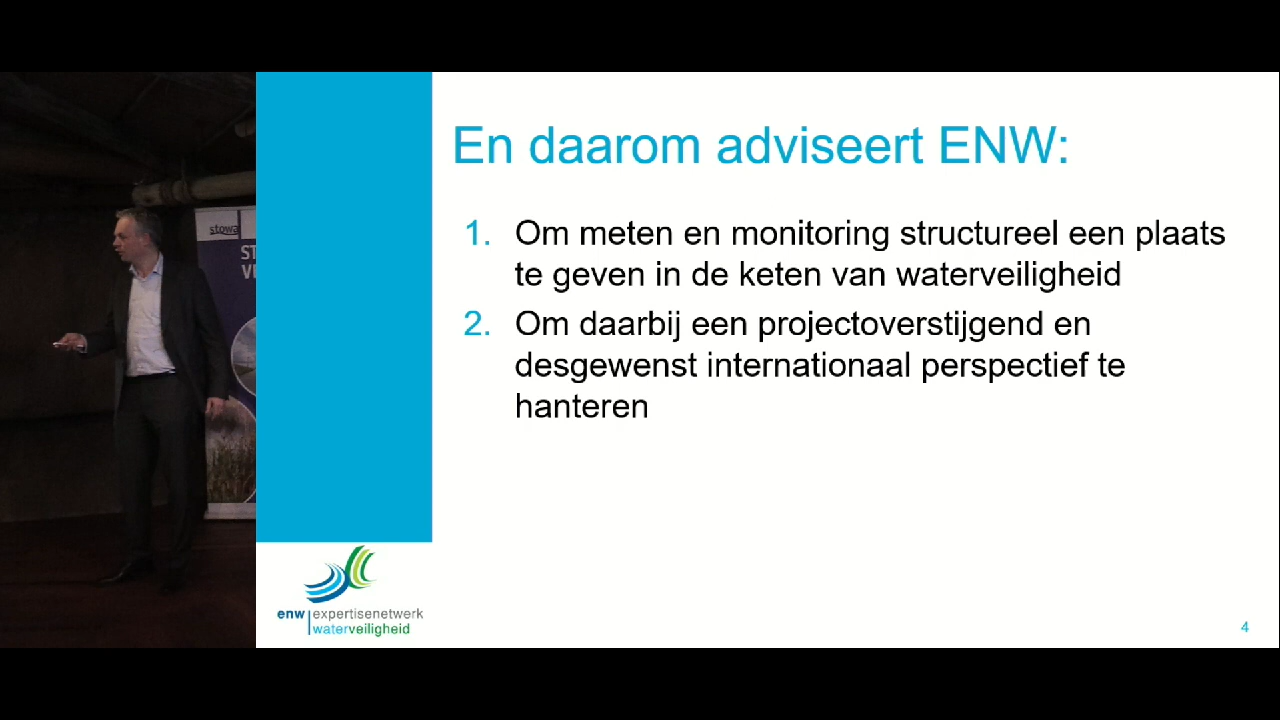 En daarom adviseert ENW:
1. Om meten en monitoring structureel een plaats
te geven in de keten van waterveiligheid
2. Om daarbij een projectoverstijgend en
desgewenst internationaal perspectief te
hanteren
enw expertisenetwerk
waterveiligheid
4
stowa
ST